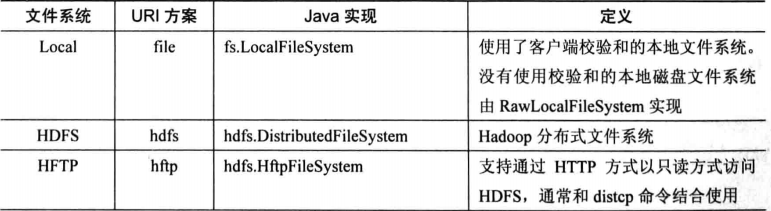 文件系统 URI 方案 Java 实现 定义
Local file fs.LocalFileSystem 使用了客户端校验和的本地文件系统。
没有使用校验和的本地磁盘文件系统
由 RawLocalFileSystem 实现
HDFS hdfs hdfs.DistributedFileSystem Hadoop 分布式文件系统
HFTP hftp hdfs.HftpFileSystem 支持通过 HTTP 方式以只读方式访问
HDFS，通常和 distcp 命令结合使用